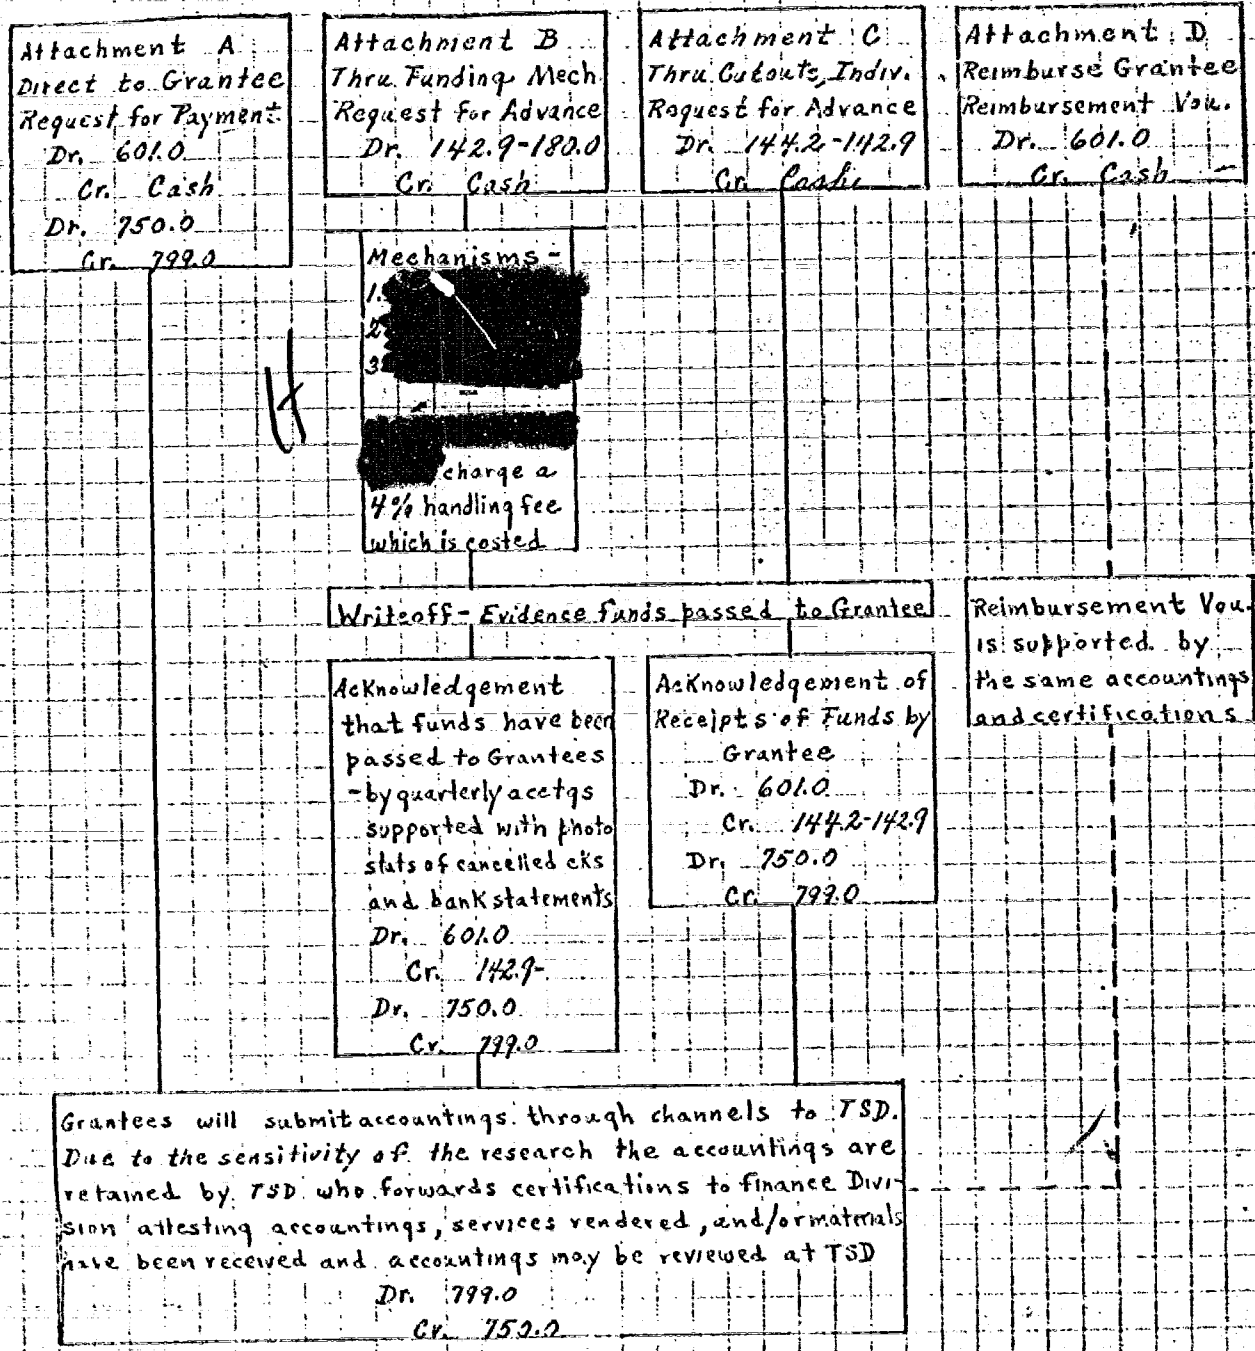 Attachment A
Direct to Grantee
Request for Payment
Dr. 601.0
Cr. Cash
Dr. 750.0
Cr. 799.0
Attachment B
Thru Funding Mech
Request for Advance
Dr. 142.9-180.0
Cr. Cash
Attachment C
Thru Cutouts, Indiv.
Request for Advance
Dr. 144.2-142.9
Cr. Cash
Attachment D
Reimburse Grantee
Reimbursement Vou.
Dr. 601.0
Cr. Cash
Mechanisms -
1.
2
3
charge a
4% handling fee
which is costed
H
Writeoff - Evidence funds passed to Grantee
Acknowledgement
that funds have been
passed to Grantees
-by quarterly acctgs
supported with photo
stats of cancelled cks
and bank statements
Dr. 601.0
Cr. 142.9-
Dr. 750.0
Cr. 799.0
Acknowledgement of
Receipts of Funds by
Grantee
Dr. 601.0
Cr. 144.2-142.9
Dr. 750.0
Cr. 799.0
Reimbursement Vou.
is supported by
the same accountings
and certifications
Grantees will submit accountings through channels to TSD.
Due to the sensitivity of the research the accountings are
retained by TSD who forwards certifications to finance Divi-
sion attesting accountings, services rendered, and/or materials
have been received and accountings may be reviewed at TSD
Dr. 799.0
Cr. 750.0